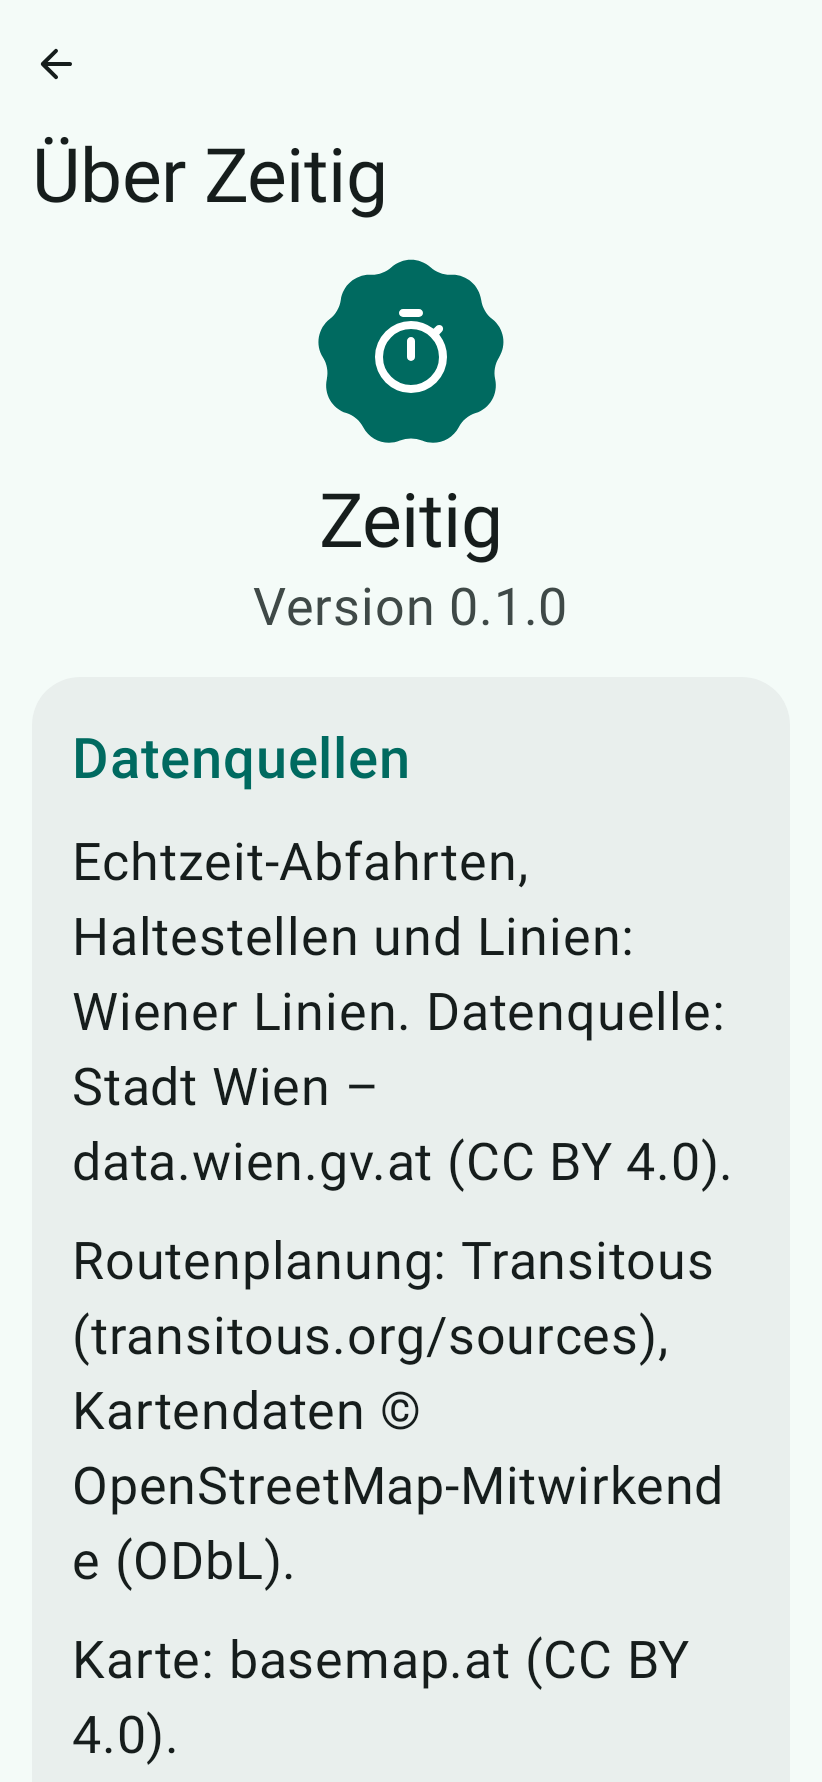 Über Zeitig
Zeitig
Version 0.1.0
Datenquellen
Echtzeit-Abfahrten,
Haltestellen und Linien:
Wiener Linien. Datenquelle:
Stadt Wien –
data.wien.gv.at (CC BY 4.0).
Routenplanung: Transitous
(transitous.org/sources),
Kartendaten ©
OpenStreetMap-Mitwirkend
e (ODbL).
Karte: basemap.at (CC BY
4.0).